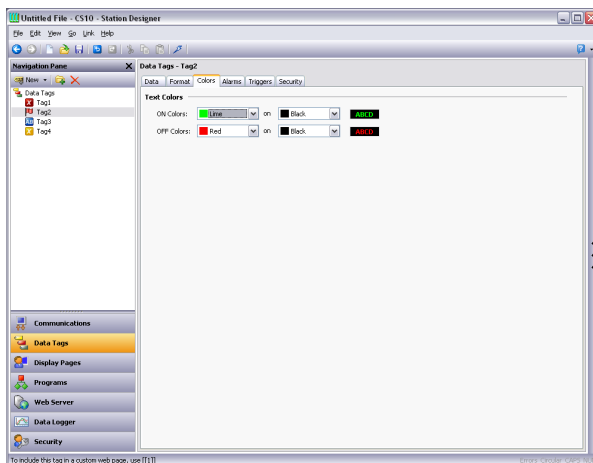 Untitled File - CS10 - Station Designer
File Edit View Go Link Help
Navigation Pane
New
Data Tags
Tag1
Tag2
Tag3
Tag4
Communications
Data Tags
Display Pages
Programs
Web Server
Data Logger
Security
Data Tags - Tag2
Data Format Colors Alarms Triggers Security
Text Colors
ON Colors: Lime on Black ABCD
OFF Colors: Red on Black ABCD
To include this tag in a custom web page, use [[1]]
Errors Circular CAPS